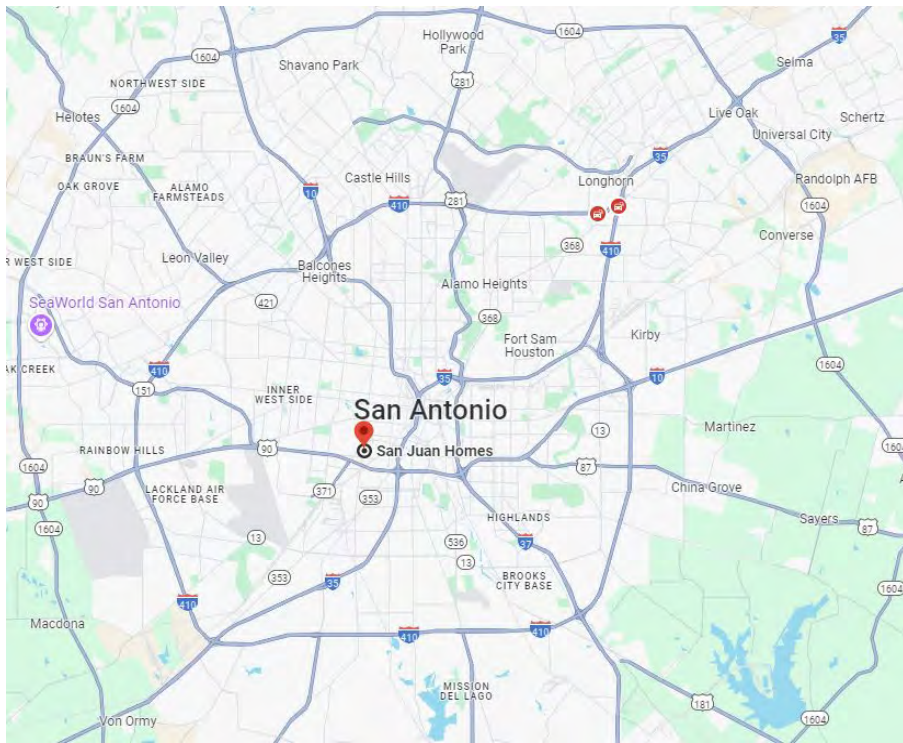 Hollywood
Park
1604
1604
35
Shavano Park
Selma
281
NORTHWEST SIDE
1604
Helotes
Live Oak
Schertz
Universal City
BRAUN'S FARM
35
OAK GROVE
ALAMO
FARMSTEADS
Castle Hills
Longhorn
Randolph AFB
10
410
281
1604
368
410
Converse
R WEST SIDE
Leon Valley
Balcones
Heights
Alamo Heights
SeaWorld San Antonio
421
368
Kirby
Fort Sam
Houston
AK CREEK
410
35
10
1604
151
INNER
WEST SIDE
San Antonio
13
Martinez
RAINBOW HILLS
90
San Juan Homes
1604
90
90
87
371
353
LACKLAND AIR
FORCE BASE
China Grove
HIGHLANDS
Sayers
87
1604
13
536
37
13
353
35
BROOKS
CITY BASE
1604
410
Macdona
410
410
MISSION
DEL LAGO
181
Von Ormy
1604